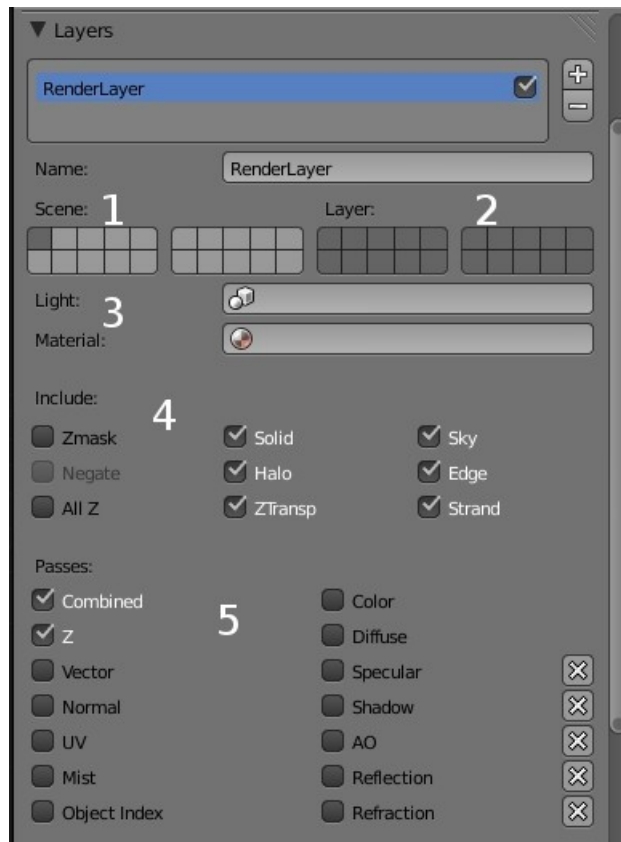 Layers
RenderLayer
Name: RenderLayer
Scene: 1 Layer: 2
Light:
3
Material:
Include:
4
Zmask Solid Sky
Negate Halo Edge
All Z ZTransp Strand
Passes:
Combined Color
5
Z Diffuse
Vector Specular
Normal Shadow
UV AO
Mist Reflection
Object Index Refraction